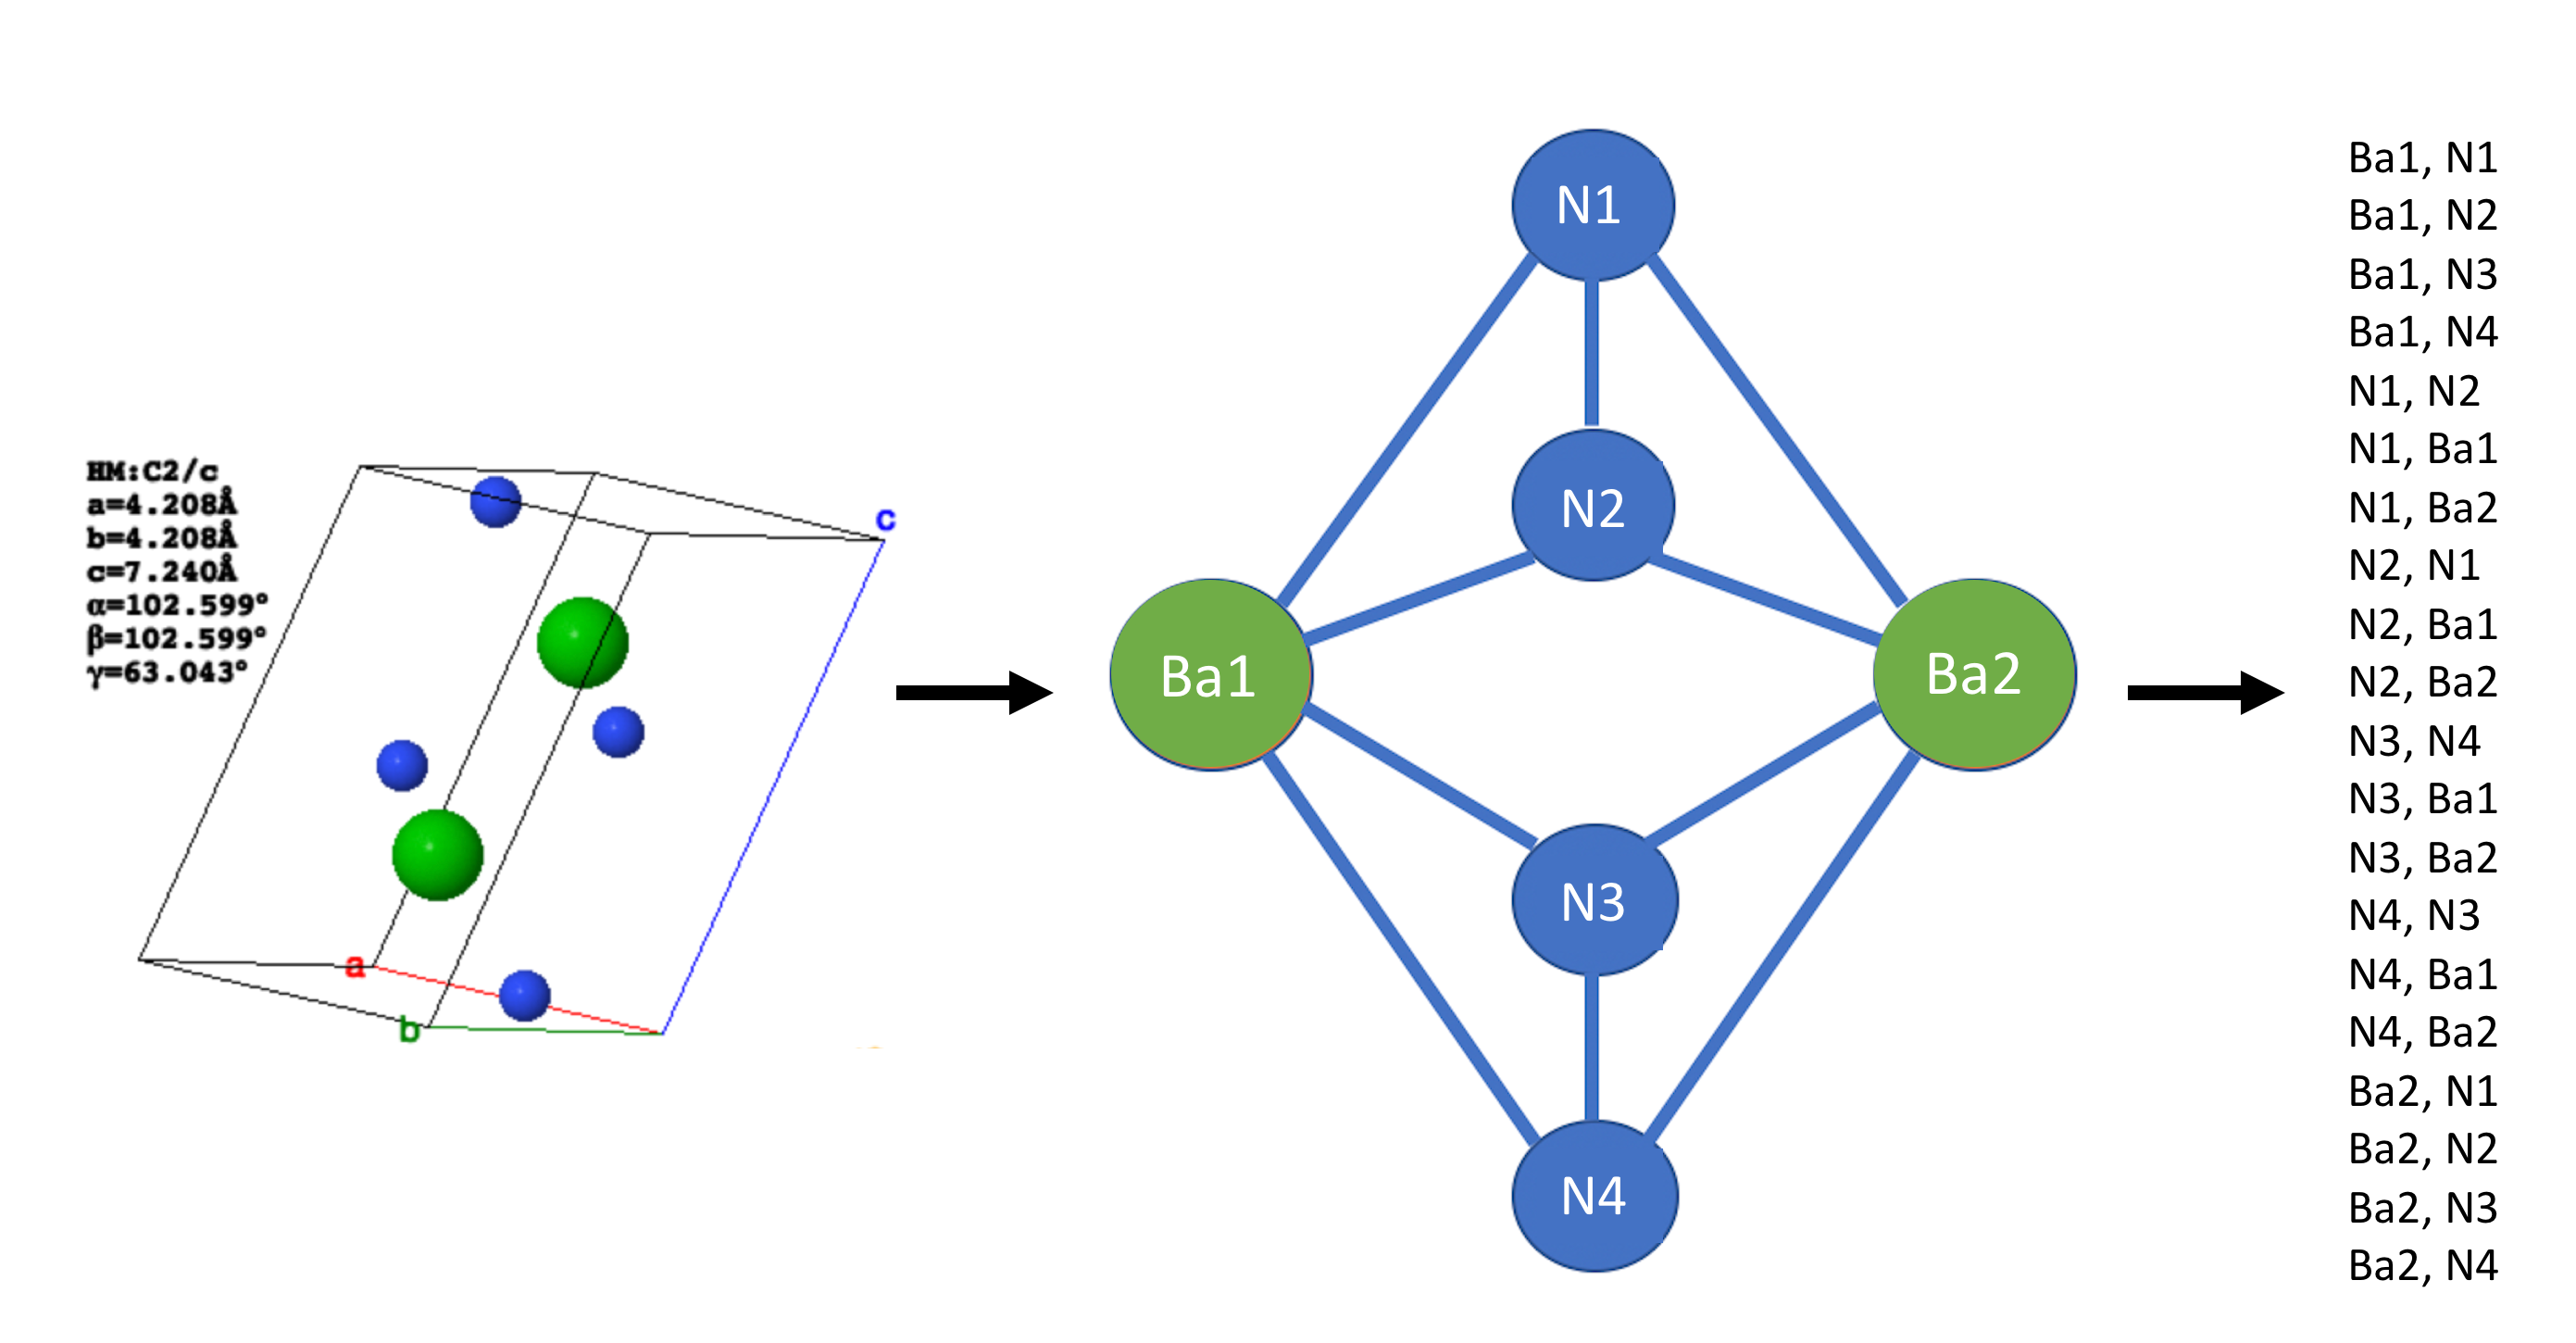 HM:C2/c
a=4.208Å
b=4.208Å
c=7.240Å
α=102.599°
β=102.599°
γ=63.043°
c
a
b
N1
N2
Ba1
Ba2
N3
N4
Ba1, N1
Ba1, N2
Ba1, N3
Ba1, N4
N1, N2
N1, Ba1
N1, Ba2
N2, N1
N2, Ba1
N2, Ba2
N3, N4
N3, Ba1
N3, Ba2
N4, N3
N4, Ba1
N4, Ba2
Ba2, N1
Ba2, N2
Ba2, N3
Ba2, N4